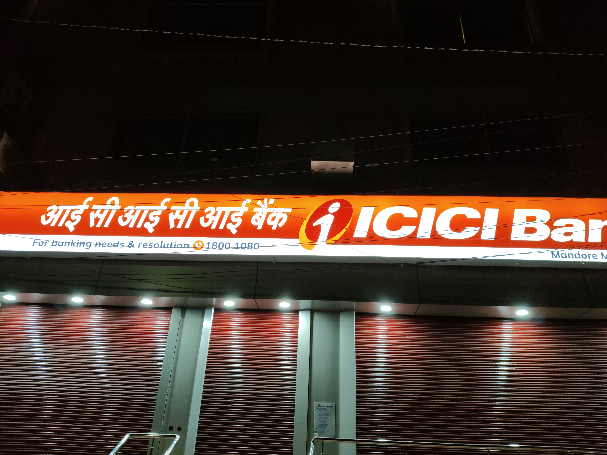 आई सी आई सी आई बैंक ICICI Ban
For banking needs & resolution 1800 1080
Mandore